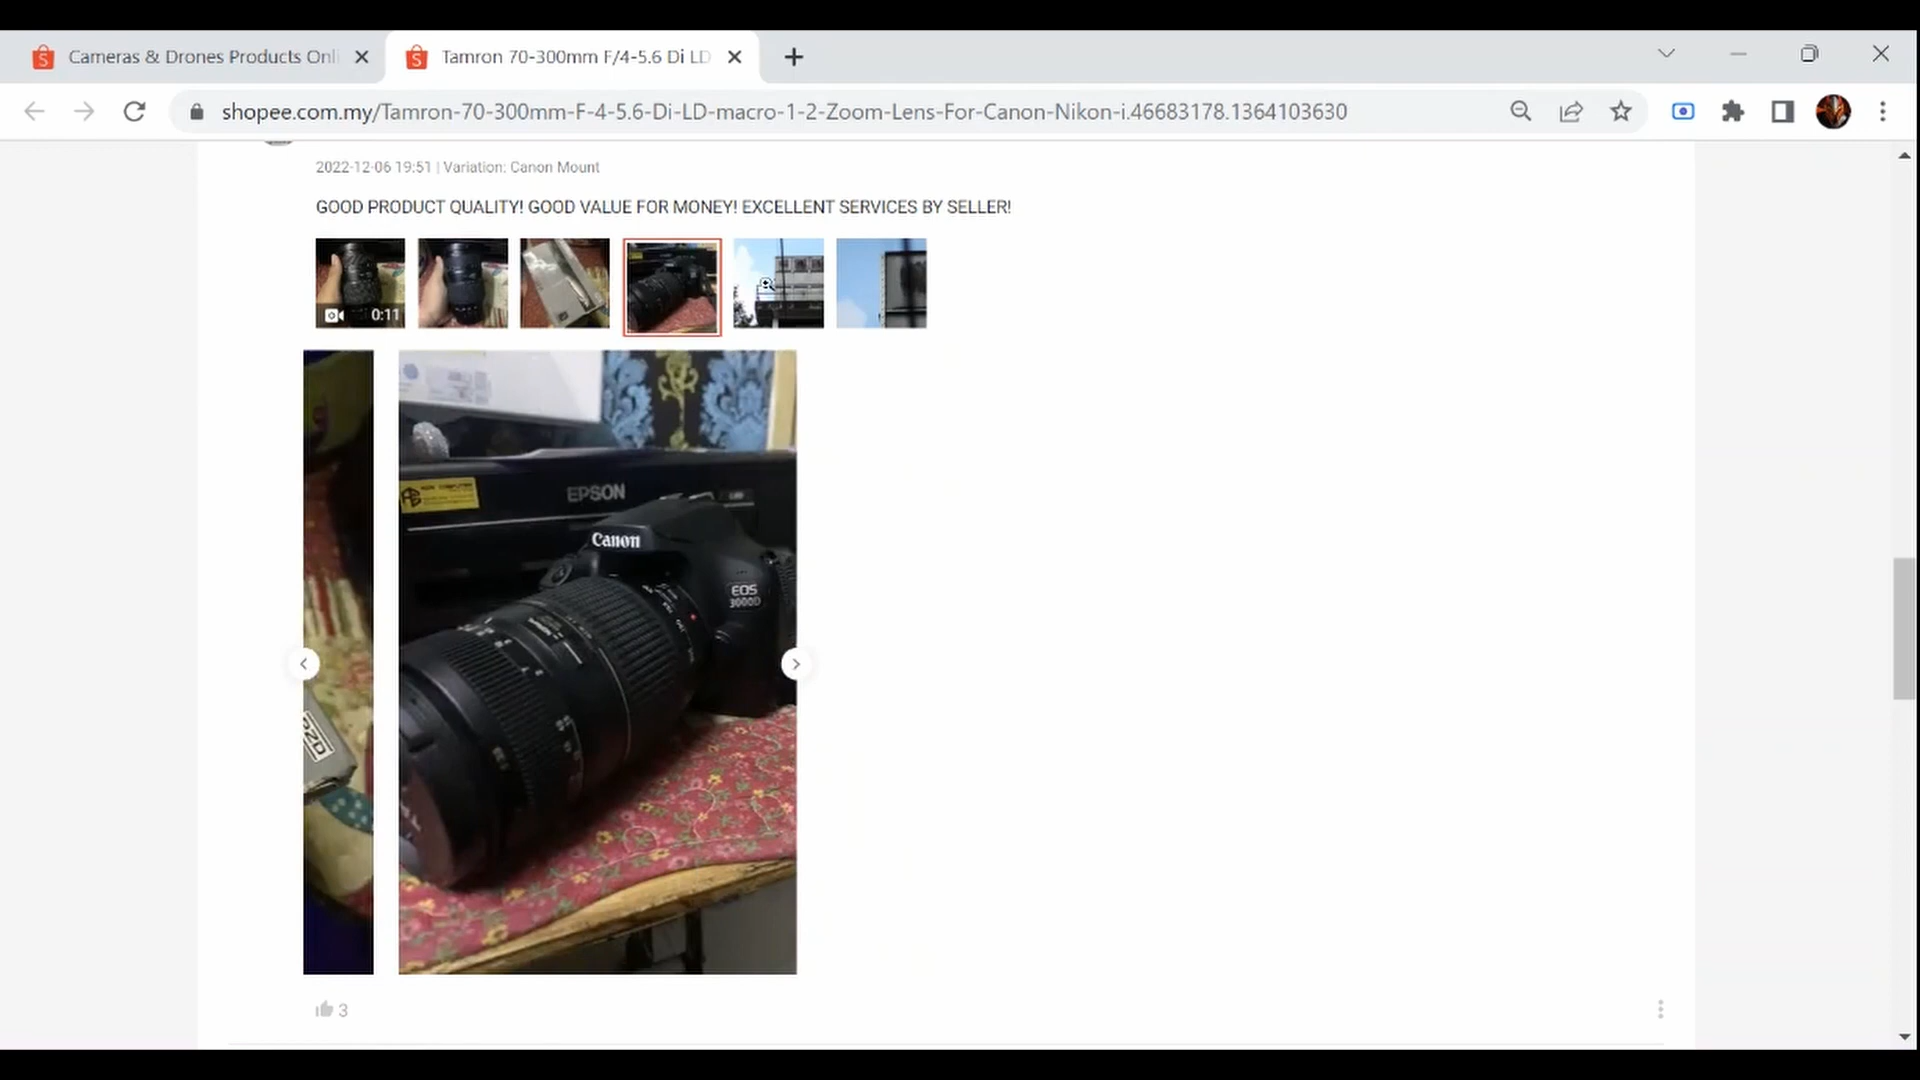 Cameras & Drones Products Onli
Tamron 70-300mm F/4-5.6 Di LD
shopee.com.my/Tamron-70-300mm-F-4-5.6-Di-LD-macro-1-2-Zoom-Lens-For-Canon-Nikon-i.46683178.1364103630
2022-12-06 19:51 | Variation: Canon Mount
GOOD PRODUCT QUALITY! GOOD VALUE FOR MONEY! EXCELLENT SERVICES BY SELLER!
0:11
EPSON
Canon
EOS
3000D
3